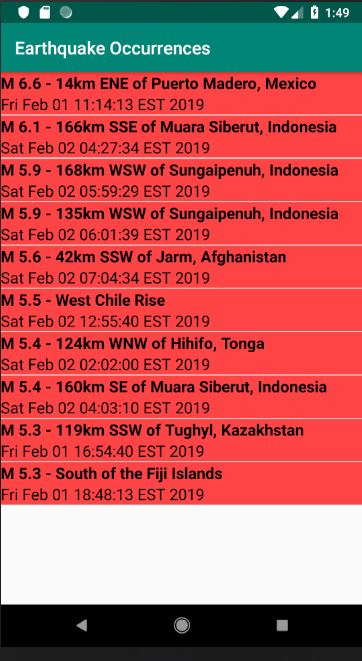 1:49
Earthquake Occurrences
M 6.6 - 14km ENE of Puerto Madero, Mexico
Fri Feb 01 11:14:13 EST 2019
M 6.1 - 166km SSE of Muara Siberut, Indonesia
Sat Feb 02 04:27:34 EST 2019
M 5.9 - 168km WSW of Sungaipenuh, Indonesia
Sat Feb 02 05:59:29 EST 2019
M 5.9 - 135km WSW of Sungaipenuh, Indonesia
Sat Feb 02 06:01:39 EST 2019
M 5.6 - 42km SSW of Jarm, Afghanistan
Sat Feb 02 07:04:34 EST 2019
M 5.5 - West Chile Rise
Sat Feb 02 12:55:40 EST 2019
M 5.4 - 124km WNW of Hihifo, Tonga
Sat Feb 02 02:02:00 EST 2019
M 5.4 - 160km SE of Muara Siberut, Indonesia
Sat Feb 02 04:03:10 EST 2019
M 5.3 - 119km SSW of Tughyl, Kazakhstan
Fri Feb 01 16:54:40 EST 2019
M 5.3 - South of the Fiji Islands
Fri Feb 01 18:48:13 EST 2019